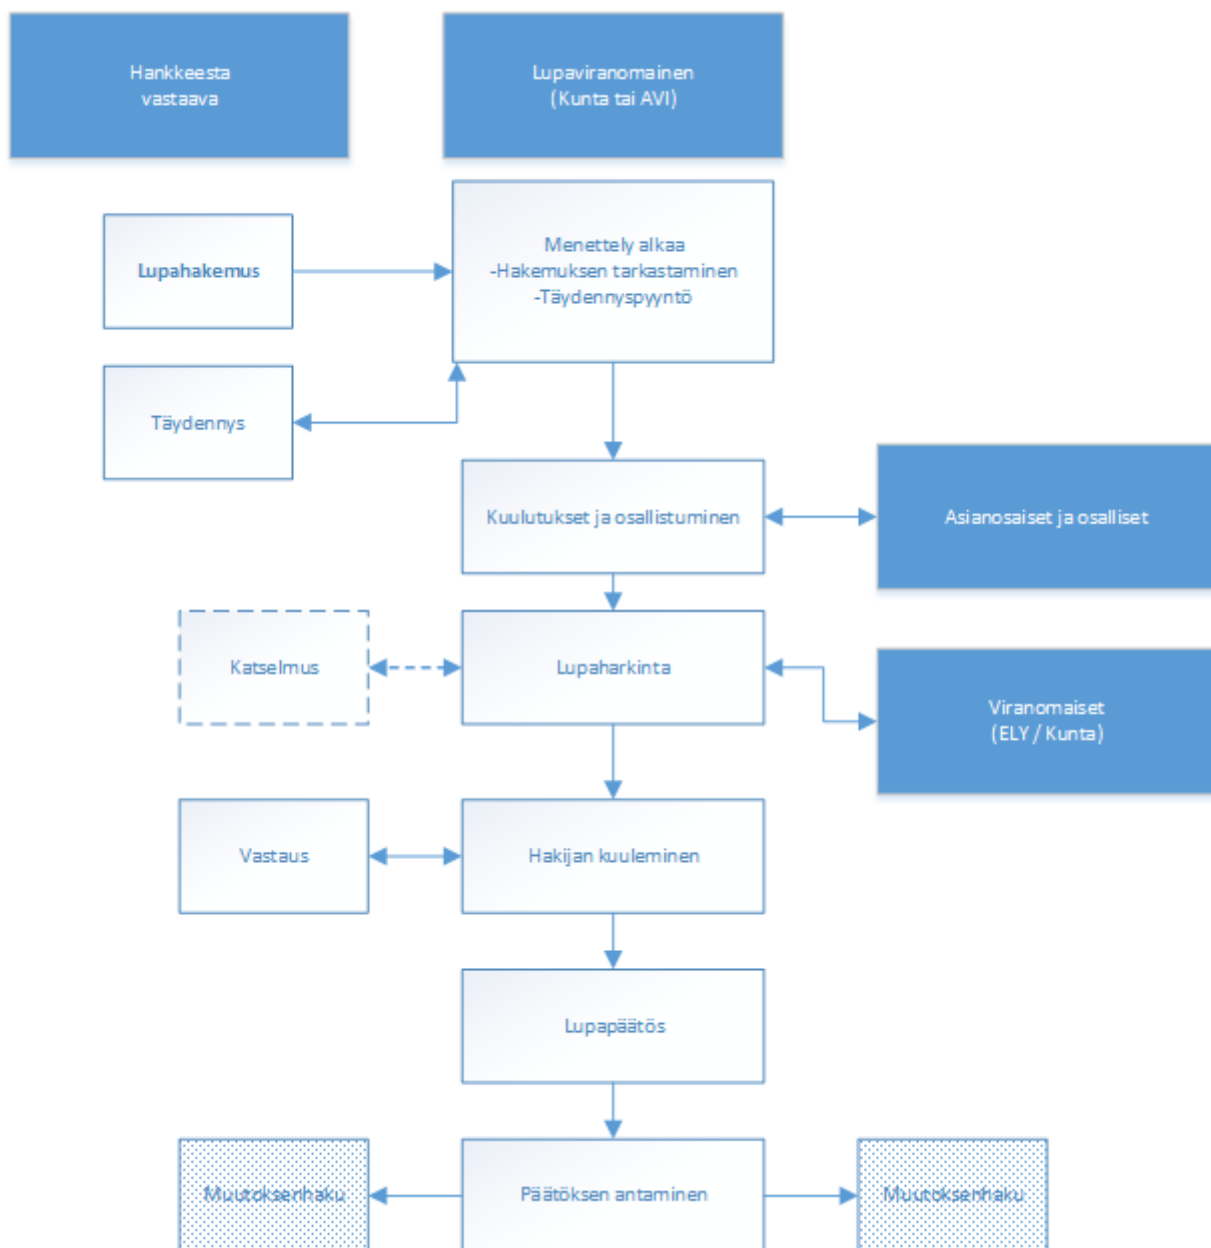 Hankkeesta
vastaava
Lupaviranomainen
(Kunta tai AVI)
Lupahakemus
Menettely alkaa
-Hakemuksen tarkastaminen
-Täydennyspyyntö
Täydennys
Kuulutukset ja osallistuminen
Asianosaiset ja osalliset
Katselmus
Lupaharkinta
Viranomaiset
(ELY / Kunta)
Vastaus
Hakijan kuuleminen
Lupapäätös
Muutoksenhaku
Päätöksen antaminen
Muutoksenhaku